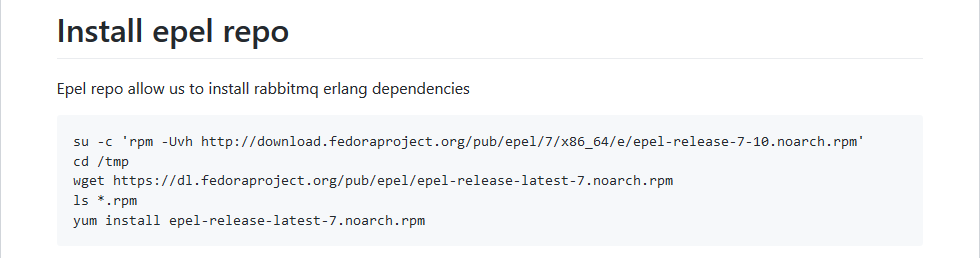 Install epel repo
Epel repo allow us to install rabbitmq erlang dependencies
su -c 'rpm -Uvh http://download.fedoraproject.org/pub/epel/7/x86_64/e/epel-release-7-10.noarch.rpm'
cd /tmp
wget https://dl.fedoraproject.org/pub/epel/epel-release-latest-7.noarch.rpm
ls *.rpm
yum install epel-release-latest-7.noarch.rpm